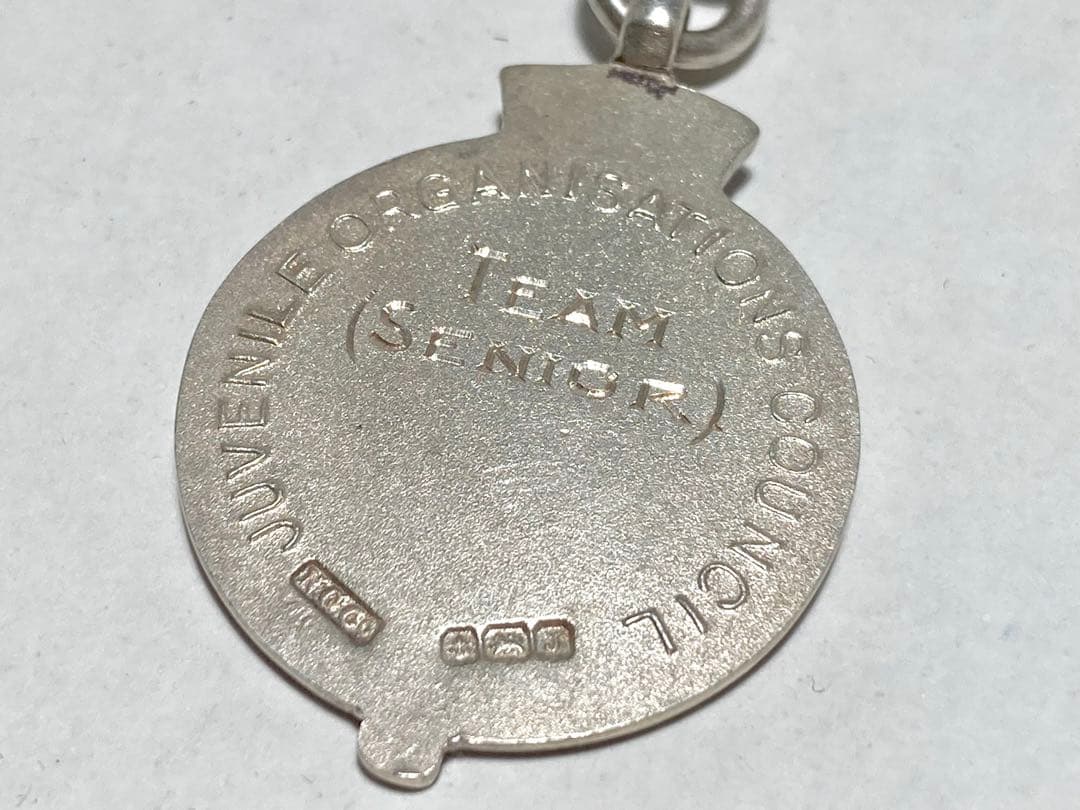 JUVENILE ORGANISATIONS COUNCIL
TEAM
(SENIOR)
J